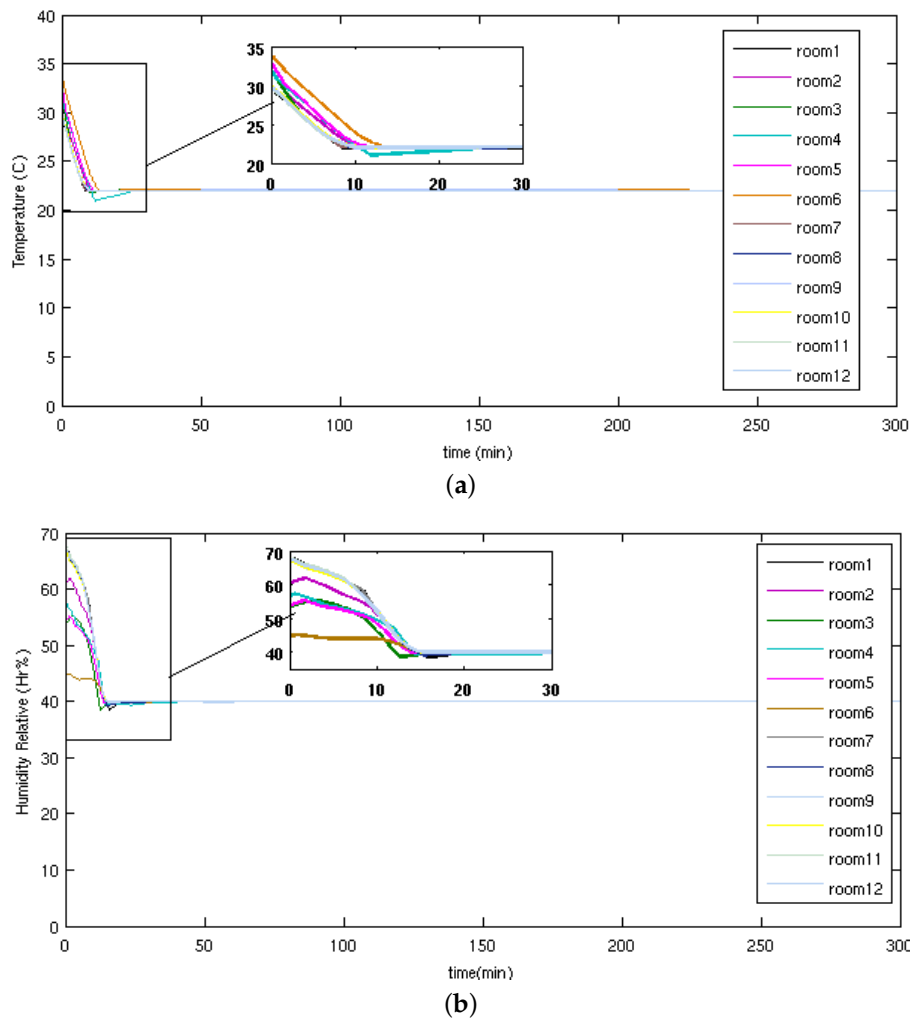 40
35
30
25
20
15
10
5
0
Temperature (C)
0 50 100 150 200 250 300
time (min)
35
30
25
20
0 10 20 30
room1
room2
room3
room4
room5
room6
room7
room8
room9
room10
room11
room12
(a)
70
60
50
40
30
20
10
0
Humidity Relative (Hr%)
0 50 100 150 200 250 300
time(min)
70
60
50
40
0 10 20 30
room1
room2
room3
room4
room5
room6
room7
room8
room9
room10
room11
room12
(b)